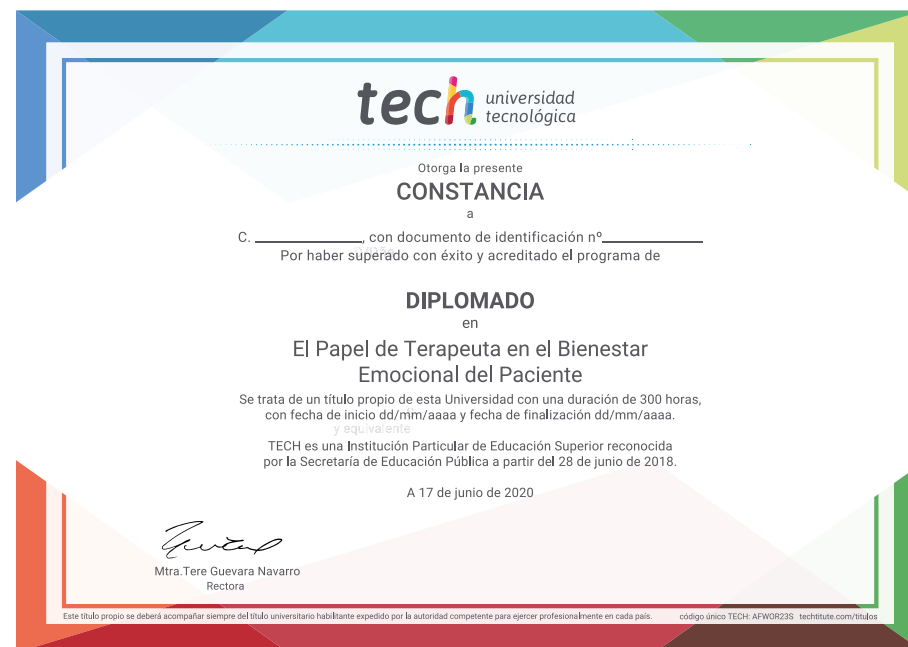 tech universidad
tecnológica
Otorga la presente
CONSTANCIA
a
C. ____________, con documento de identificación nº____________
Por haber superado con éxito y acreditado el programa de
DIPLOMADO
en
El Papel de Terapeuta en el Bienestar
Emocional del Paciente
Se trata de un título propio de esta Universidad con una duración de 300 horas,
con fecha de inicio dd/mm/aaaa y fecha de finalización dd/mm/aaaa.
y equivalente
TECH es una Institución Particular de Educación Superior reconocida
por la Secretaría de Educación Pública a partir del 28 de junio de 2018.
A 17 de junio de 2020
Mtra.Tere Guevara Navarro
Rectora
Este título propio se deberá acompañar siempre del título universitario habilitante expedido por la autoridad competente para ejercer profesionalmente en cada país. código único TECH: AFWOR23S techtitute.com/titulos